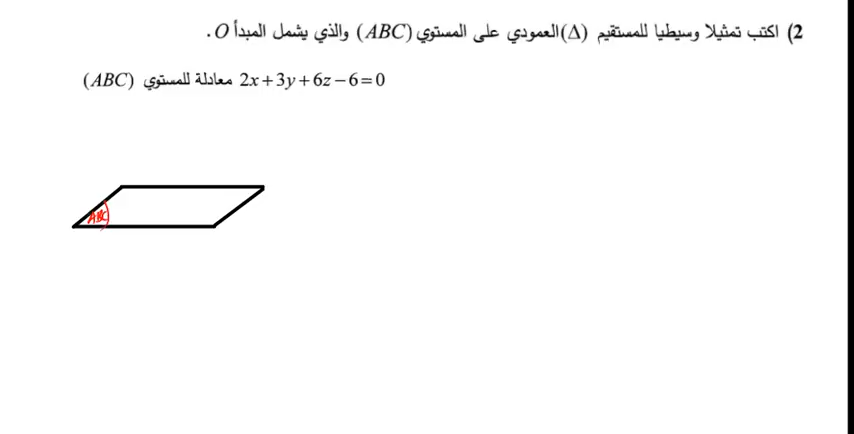 2) اكتب تمثيلا وسيطيا للمستقيم (Δ) العمودي على المستوي (ABC) والذي يشمل المبدأ O .
2x+3y+6z−6=0 معادلة للمستوي (ABC)
ABC